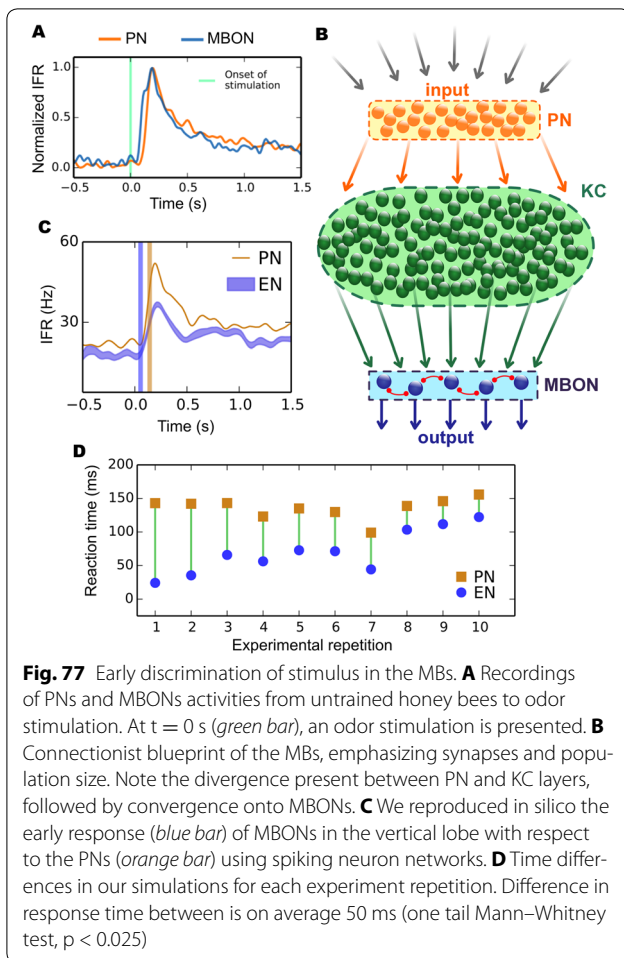 A
PN
MBON
Normalized IFR
1.0
0.5
0.0
Onset of
stimulation
−0.5
0.0
0.5
1.0
1.5
Time (s)
B
input
PN
KC
MBON
output
C
IFR (Hz)
60
30
PN
EN
−0.5
0.0
0.5
1.0
1.5
Time (s)
D
Reaction time (ms)
200
150
100
50
0
PN
EN
1 2 3 4 5 6 7 8 9 10
Experimental repetition
Fig. 77 Early discrimination of stimulus in the MBs. A Recordings
of PNs and MBONs activities from untrained honey bees to odor
stimulation. At t = 0 s (green bar), an odor stimulation is presented. B
Connectionist blueprint of the MBs, emphasizing synapses and popu-
lation size. Note the divergence present between PN and KC layers,
followed by convergence onto MBONs. C We reproduced in silico the
early response (blue bar) of MBONs in the vertical lobe with respect
to the PNs (orange bar) using spiking neuron networks. D Time differ-
ences in our simulations for each experiment repetition. Difference in
response time between is on average 50 ms (one tail Mann–Whitney
test, p < 0.025)